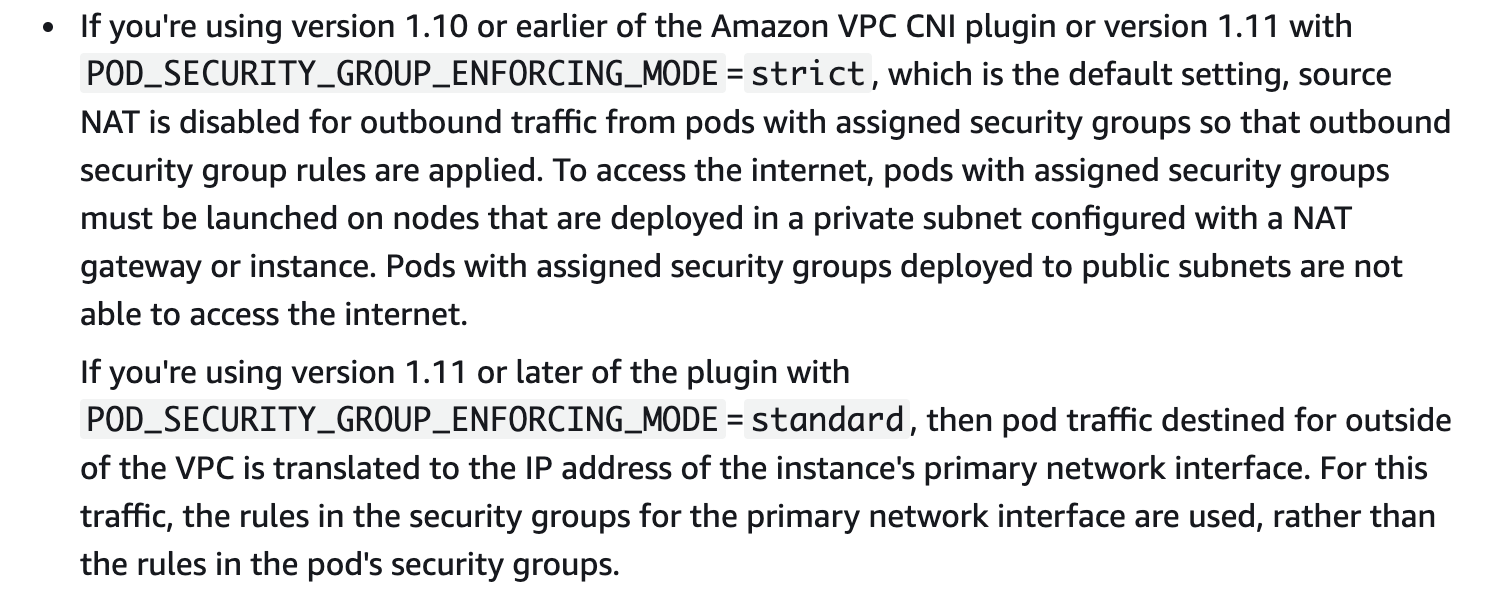 • If you're using version 1.10 or earlier of the Amazon VPC CNI plugin or version 1.11 with
POD_SECURITY_GROUP_ENFORCING_MODE=strict, which is the default setting, source
NAT is disabled for outbound traffic from pods with assigned security groups so that outbound
security group rules are applied. To access the internet, pods with assigned security groups
must be launched on nodes that are deployed in a private subnet configured with a NAT
gateway or instance. Pods with assigned security groups deployed to public subnets are not
able to access the internet.
If you're using version 1.11 or later of the plugin with
POD_SECURITY_GROUP_ENFORCING_MODE=standard, then pod traffic destined for outside
of the VPC is translated to the IP address of the instance's primary network interface. For this
traffic, the rules in the security groups for the primary network interface are used, rather than
the rules in the pod's security groups.